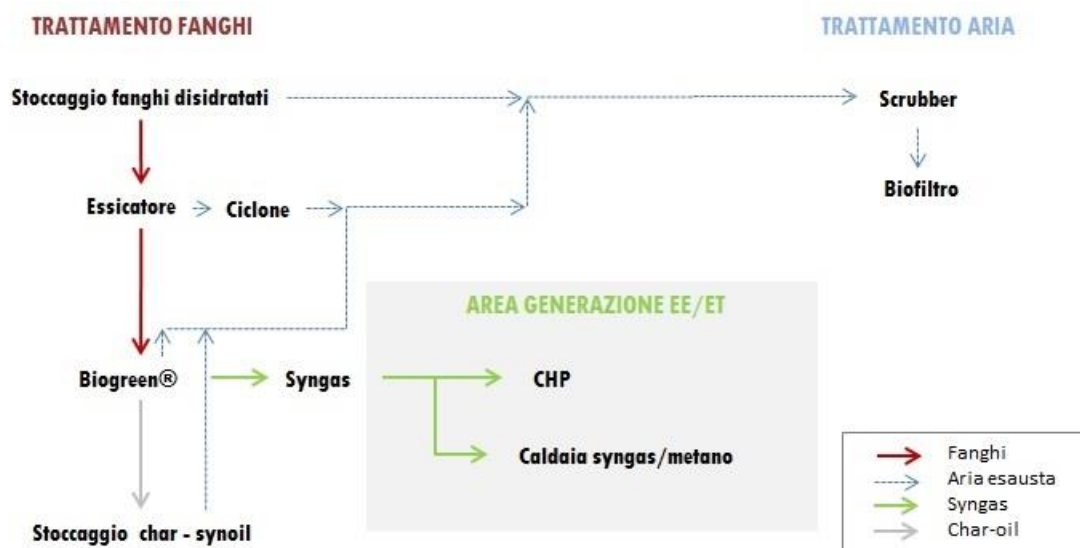 TRATTAMENTO FANGHI
TRATTAMENTO ARIA
Stoccaggio fanghi disidratati
Scrubber
Essicatore
Ciclone
Biofiltro
AREA GENERAZIONE EE/ET
Biogreen®
Syngas
CHP
Caldaia syngas/metano
Stoccaggio char - synoil
Fanghi
Aria esausta
Syngas
Char-oil